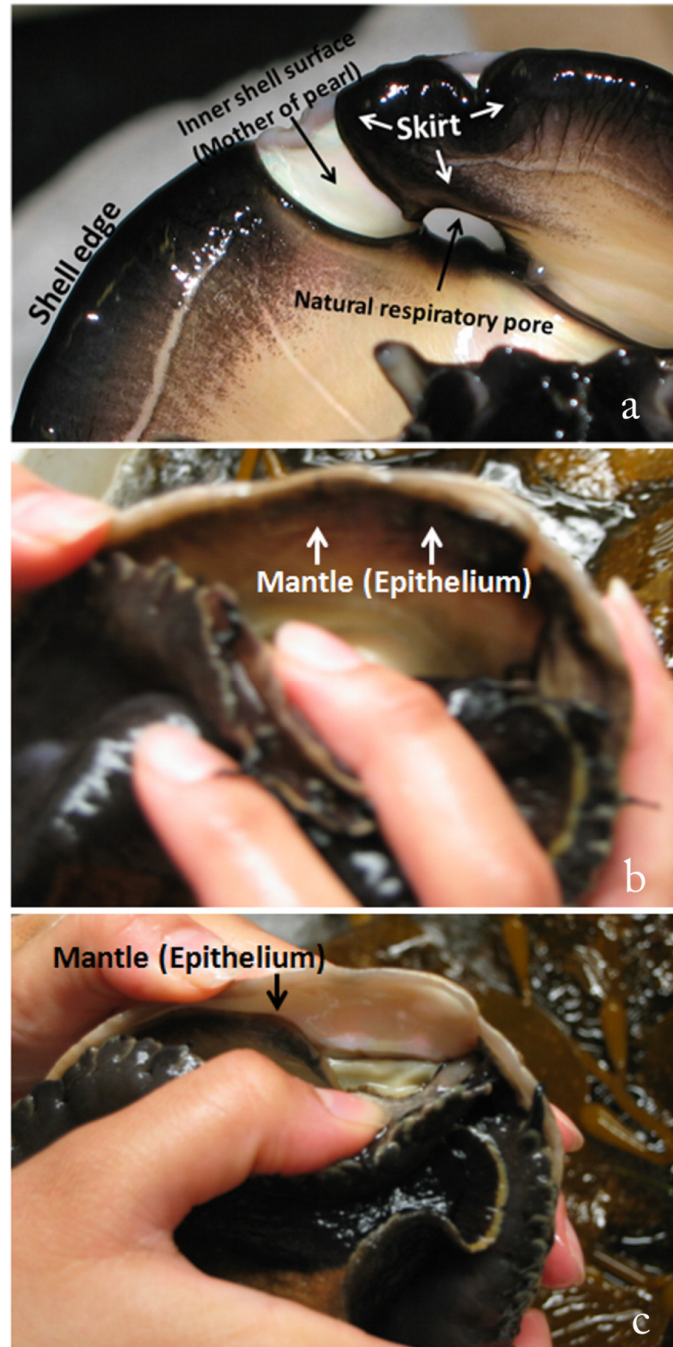 Inner shell surface
(Mother of pearl)
Skirt
Shell edge
Natural respiratory pore
a
Mantle (Epithelium)
b
Mantle (Epithelium)
c